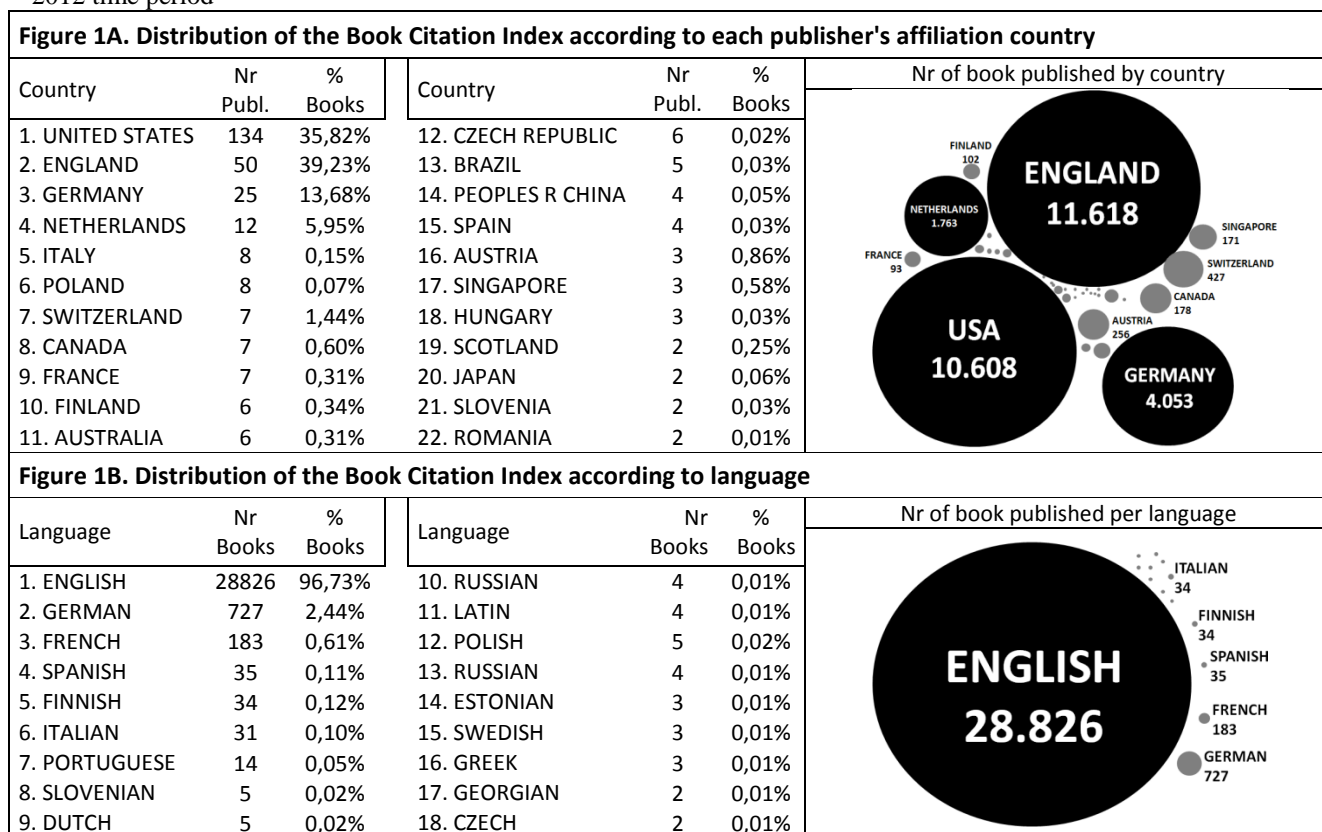 2012 time period
Figure 1A. Distribution of the Book Citation Index according to each publisher's affiliation country
Country Nr Publ. % Books Country Nr Publ. % Books
1. UNITED STATES 134 35,82% 12. CZECH REPUBLIC 6 0,02%
2. ENGLAND 50 39,23% 13. BRAZIL 5 0,03%
3. GERMANY 25 13,68% 14. PEOPLES R CHINA 4 0,05%
4. NETHERLANDS 12 5,95% 15. SPAIN 4 0,03%
5. ITALY 8 0,15% 16. AUSTRIA 3 0,86%
6. POLAND 8 0,07% 17. SINGAPORE 3 0,58%
7. SWITZERLAND 7 1,44% 18. HUNGARY 3 0,03%
8. CANADA 7 0,60% 19. SCOTLAND 2 0,25%
9. FRANCE 7 0,31% 20. JAPAN 2 0,06%
10. FINLAND 6 0,34% 21. SLOVENIA 2 0,03%
11. AUSTRALIA 6 0,31% 22. ROMANIA 2 0,01%
Nr of book published by country
FINLAND
102
ENGLAND
11.618
NETHERLANDS
1.763
SINGAPORE
171
FRANCE
93
SWITZERLAND
427
CANADA
178
AUSTRIA
256
USA
10.608
GERMANY
4.053
Figure 1B. Distribution of the Book Citation Index according to language
Language Nr Books % Books Language Nr Books % Books
1. ENGLISH 28826 96,73% 10. RUSSIAN 4 0,01%
2. GERMAN 727 2,44% 11. LATIN 4 0,01%
3. FRENCH 183 0,61% 12. POLISH 5 0,02%
4. SPANISH 35 0,11% 13. RUSSIAN 4 0,01%
5. FINNISH 34 0,12% 14. ESTONIAN 3 0,01%
6. ITALIAN 31 0,10% 15. SWEDISH 3 0,01%
7. PORTUGUESE 14 0,05% 16. GREEK 3 0,01%
8. SLOVENIAN 5 0,02% 17. GEORGIAN 2 0,01%
9. DUTCH 5 0,02% 18. CZECH 2 0,01%
Nr of book published per language
ITALIAN
34
FINNISH
34
SPANISH
35
ENGLISH
28.826
FRENCH
183
GERMAN
727